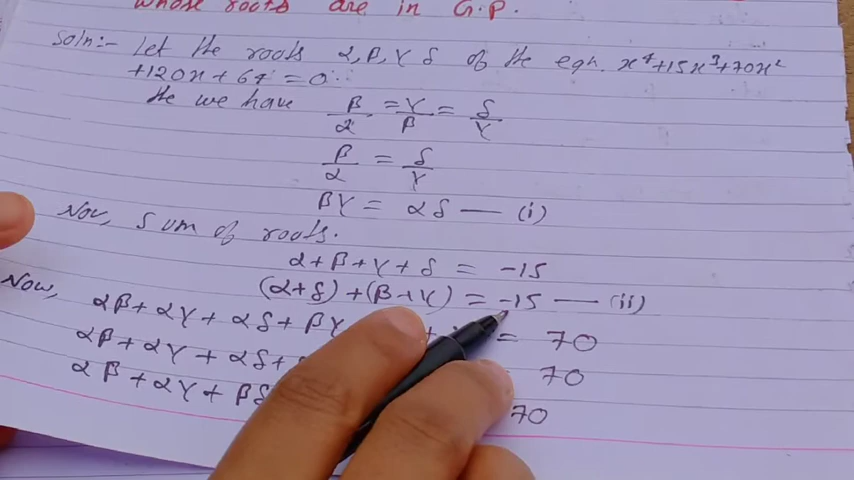 whose roots are in G.P.
Soln:- Let the roots α, β, γ δ of the eqn. x⁴+15x³+70x²
+120x+64=0..
He we have β/α = γ/β = δ/γ
β/α = δ/γ
βγ = αδ — (i)
Now, Sum of roots.
α+β+γ+δ = -15
(α+δ)+(β+γ) = -15 — (ii)
Now, αβ+αγ+αδ+βγ = 70
αβ+αγ+αδ+ = 70
αβ+αγ+βδ 70